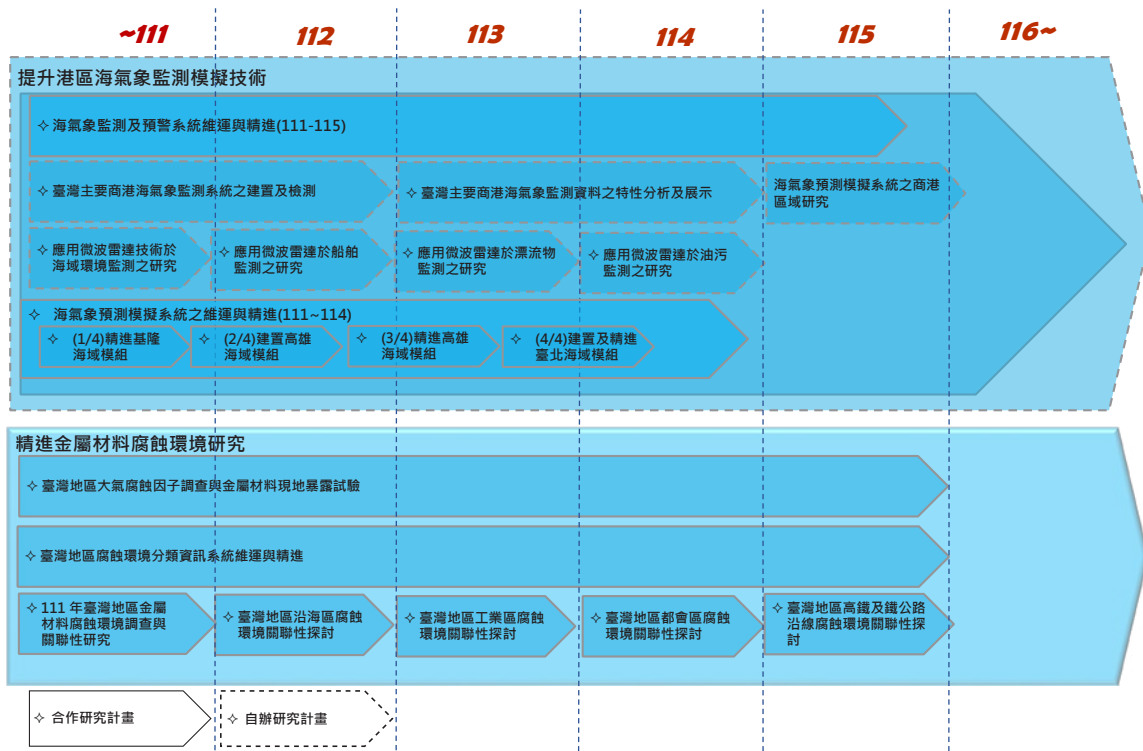 ~111 112 113 114 115 116~
提升港區海氣象監測模擬技術
✧ 海氣象監測及預警系統維運與精進(111-115)
✧ 臺灣主要商港海氣象監測系統之建置及檢測
✧ 臺灣主要商港海氣象監測資料之特性分析及展示
海氣象預測模擬系統之商港
區域研究
✧ 應用微波雷達技術於
海域環境監測之研究
✧ 應用微波雷達於船舶
監測之研究
✧ 應用微波雷達於漂流物
監測之研究
✧ 應用微波雷達於油污
監測之研究
✧ 海氣象預測模擬系統之維運與精進(111~114)
✧ (1/4)精進基隆
海域模組
✧ (2/4)建置高雄
海域模組
✧ (3/4)精進高雄
海域模組
✧ (4/4)建置及精進
臺北海域模組
精進金屬材料腐蝕環境研究
✧ 臺灣地區大氣腐蝕因子調查與金屬材料現地暴露試驗
✧ 臺灣地區腐蝕環境分類資訊系統維運與精進
✧ 111 年臺灣地區金屬
材料腐蝕環境調查與
關聯性研究
✧ 臺灣地區沿海區腐蝕
環境關聯性探討
✧ 臺灣地區工業區腐蝕
環境關聯性探討
✧ 臺灣地區都會區腐蝕
環境關聯性探討
✧ 臺灣地區高鐵及鐵公路
沿線腐蝕環境關聯性探
討
✧ 合作研究計畫
✧ 自辦研究計畫